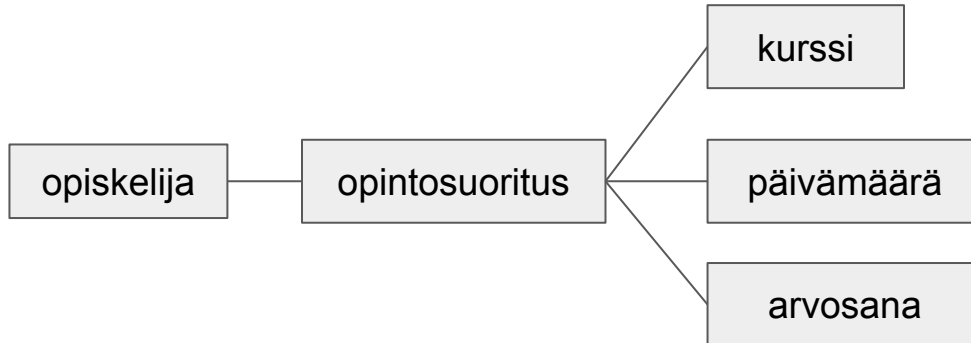 kurssi
opiskelija
opintosuoritus
päivämäärä
arvosana